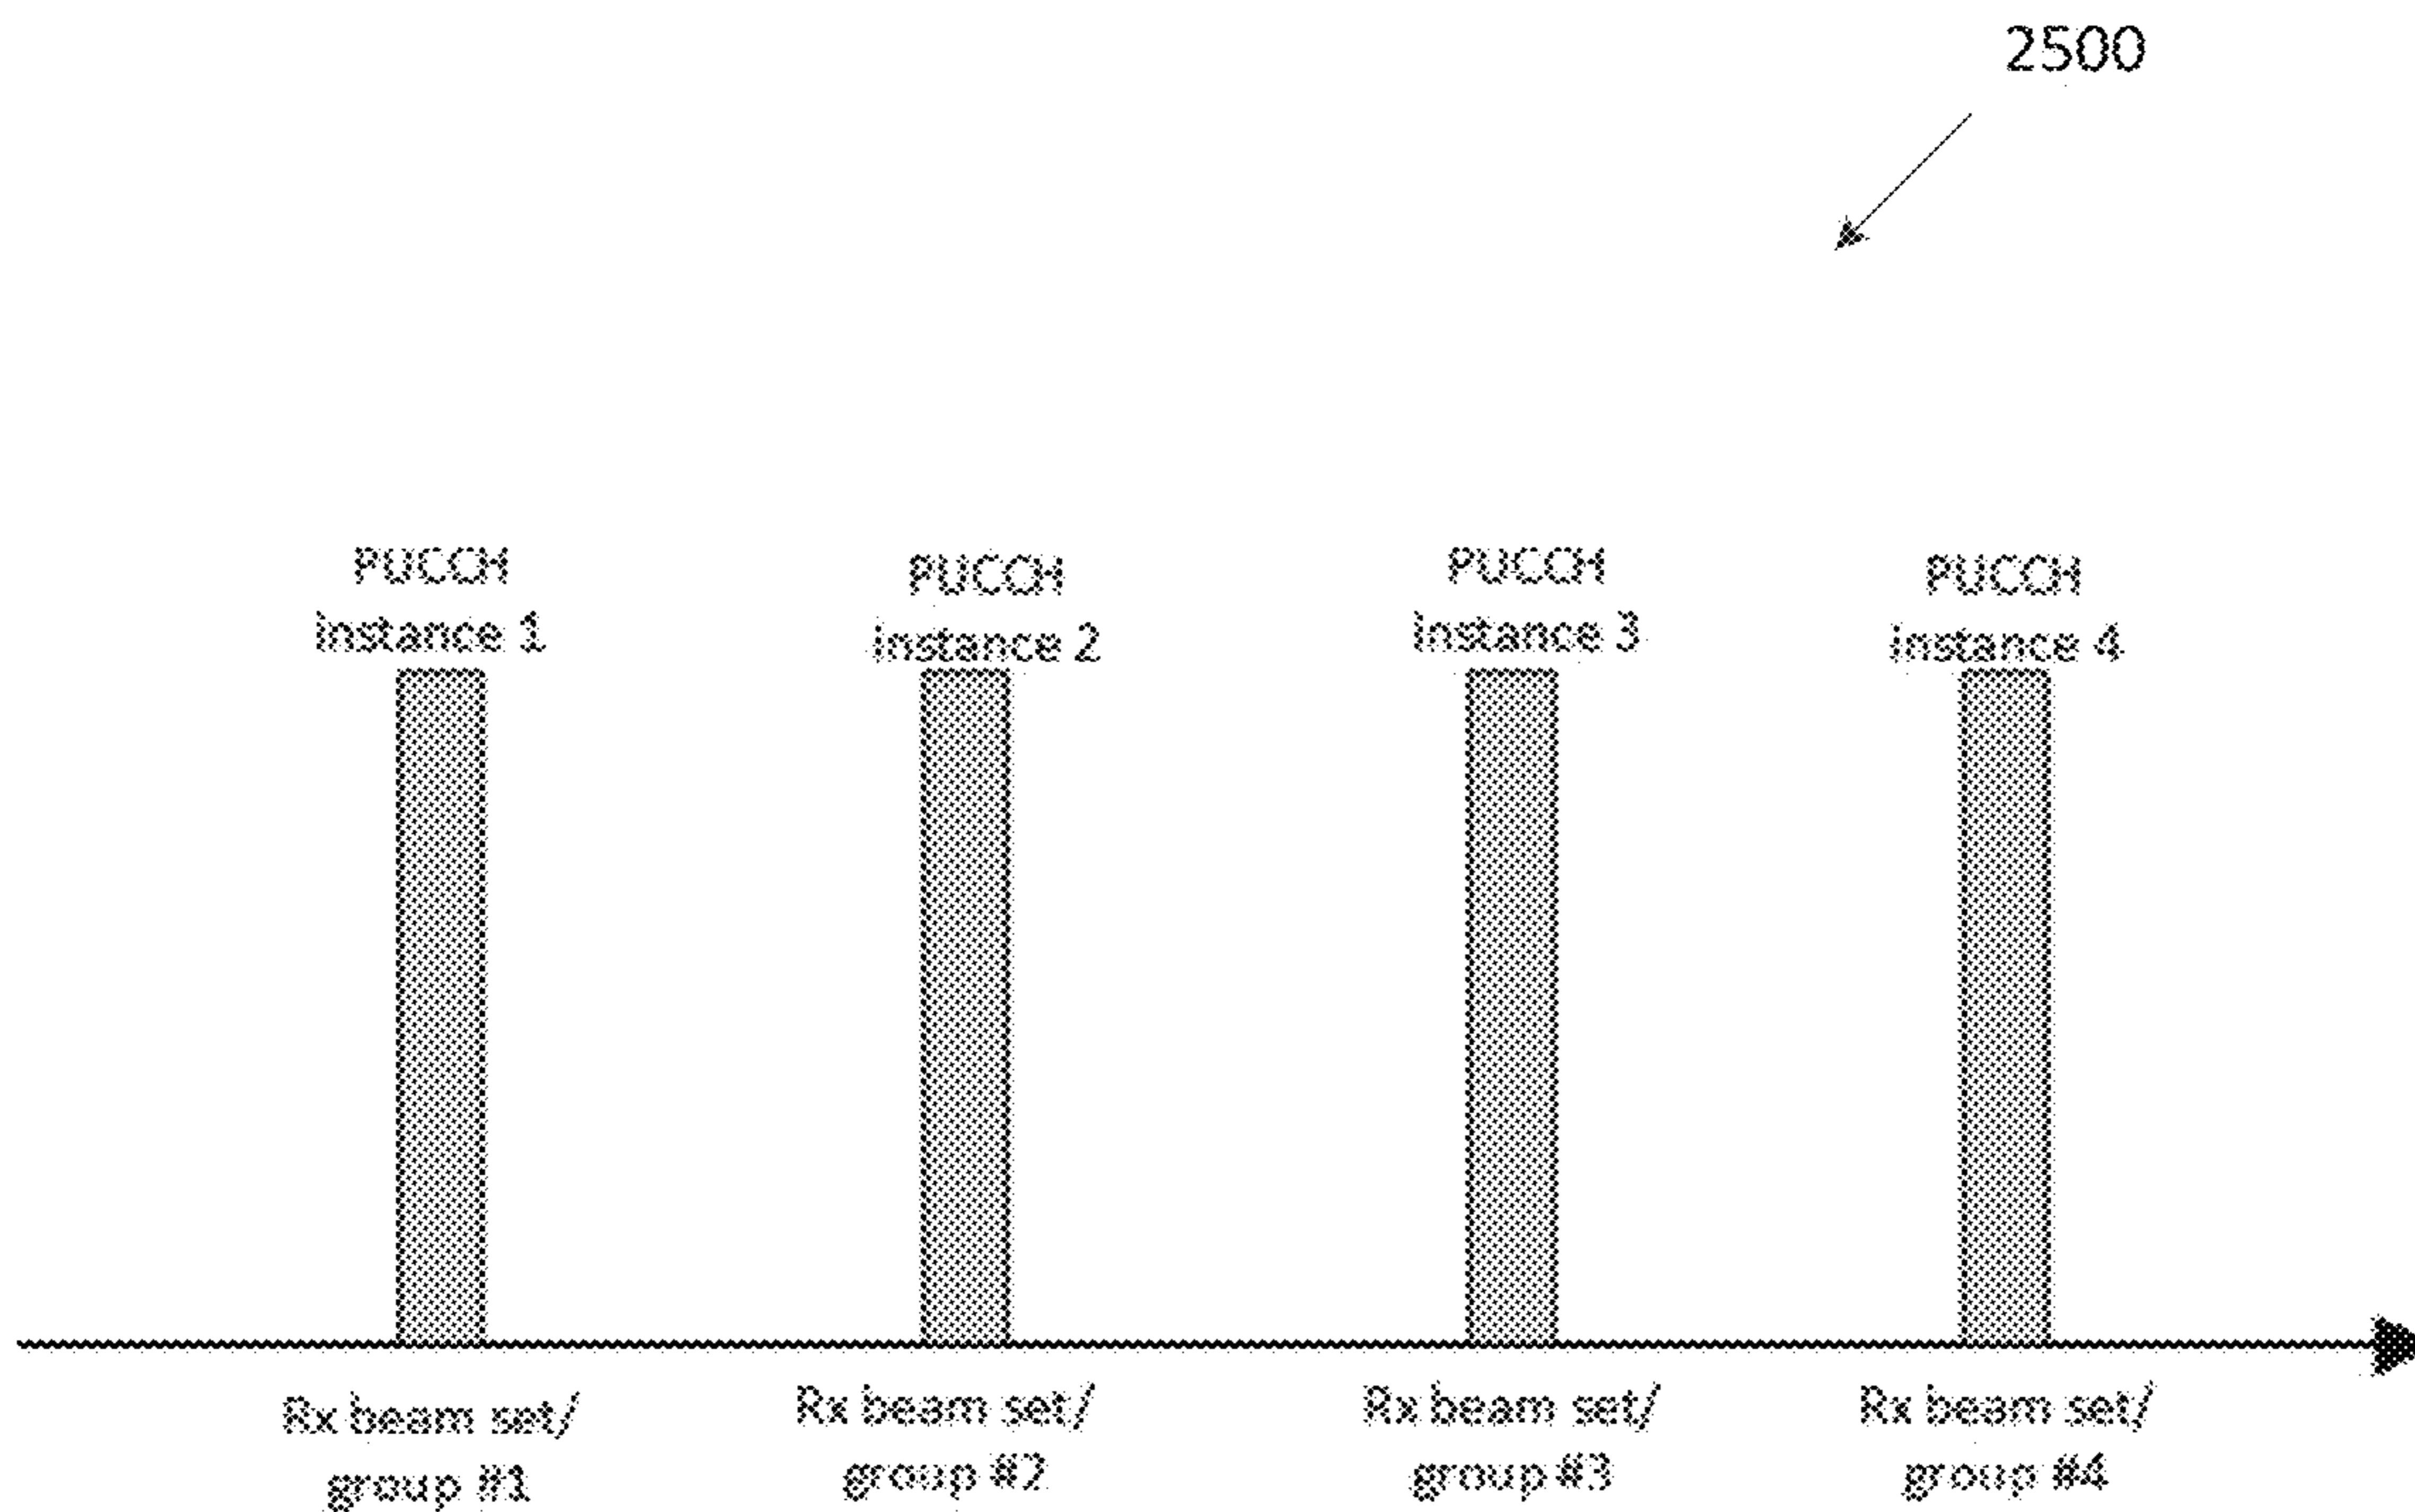 2500
PUCCH
instance 1
PUCCH
instance 2
PUCCH
instance 3
PUCCH
instance 4
Rx beam set/
group #1
Rx beam set/
group #2
Rx beam set/
group #3
Rx beam set/
group #4